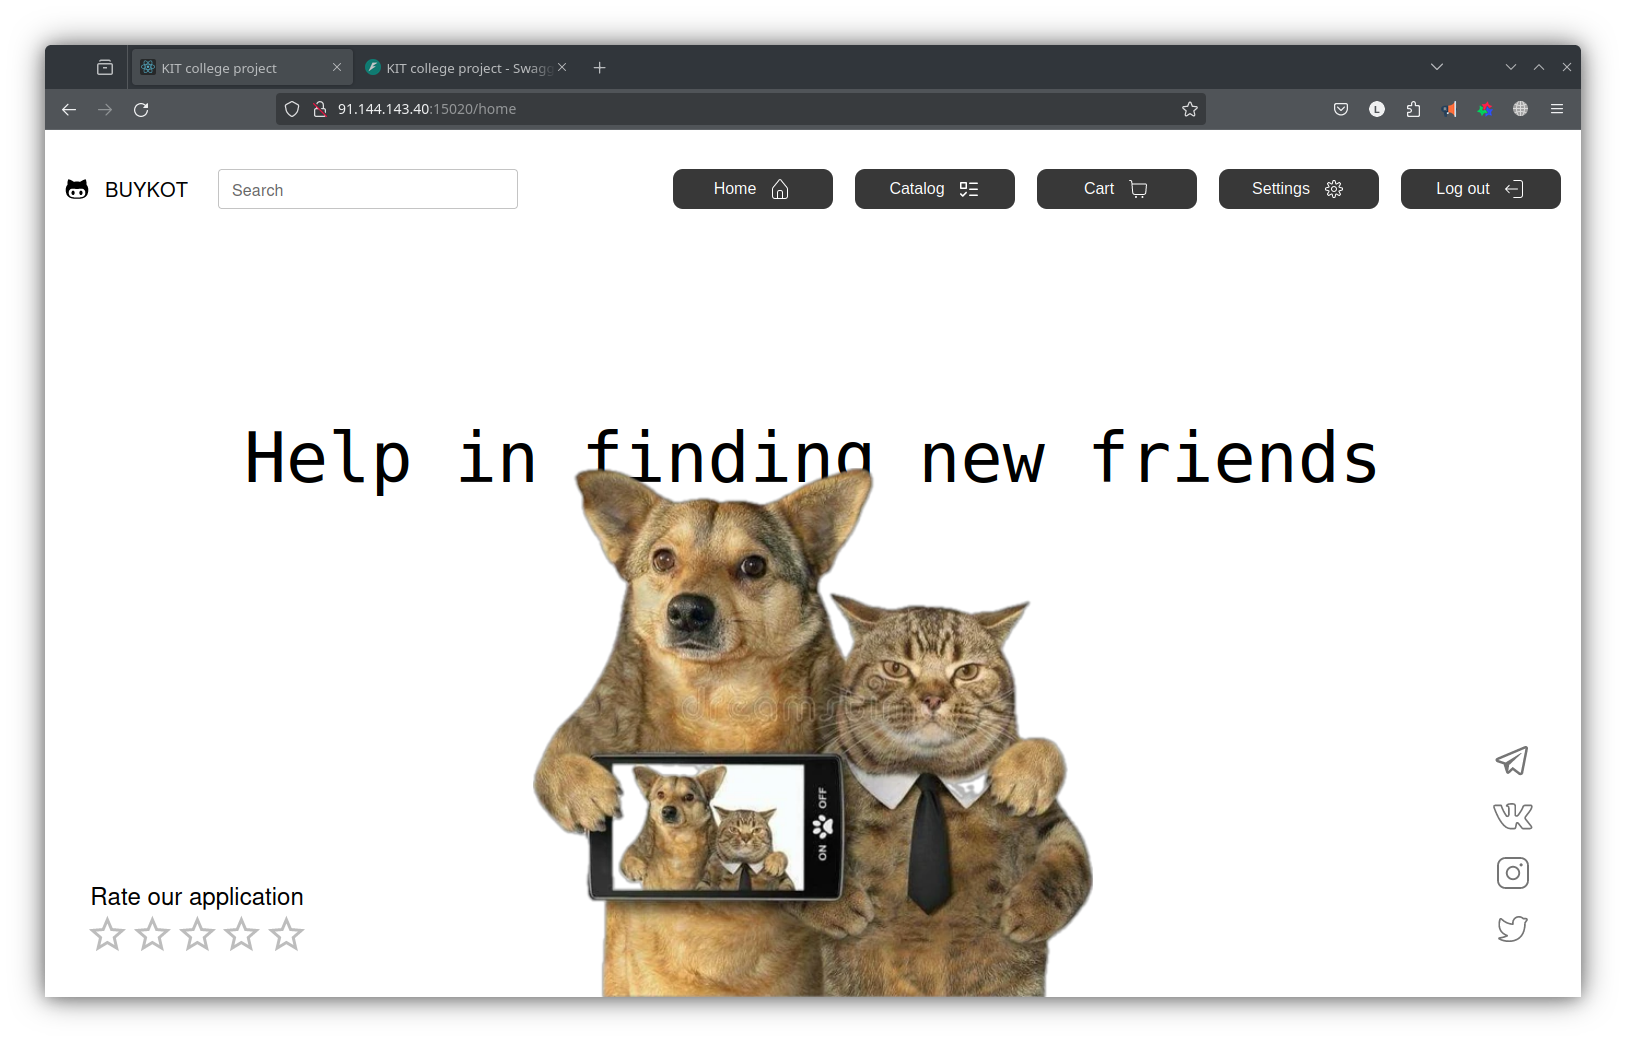 KIT college project
KIT college project - Swagg
91.144.143.40:15020/home
L
BUYKOT
Search
Home
Catalog
Cart
Settings
Log out
Help in finding new friends
dreamstime
ON OFF
Rate our application